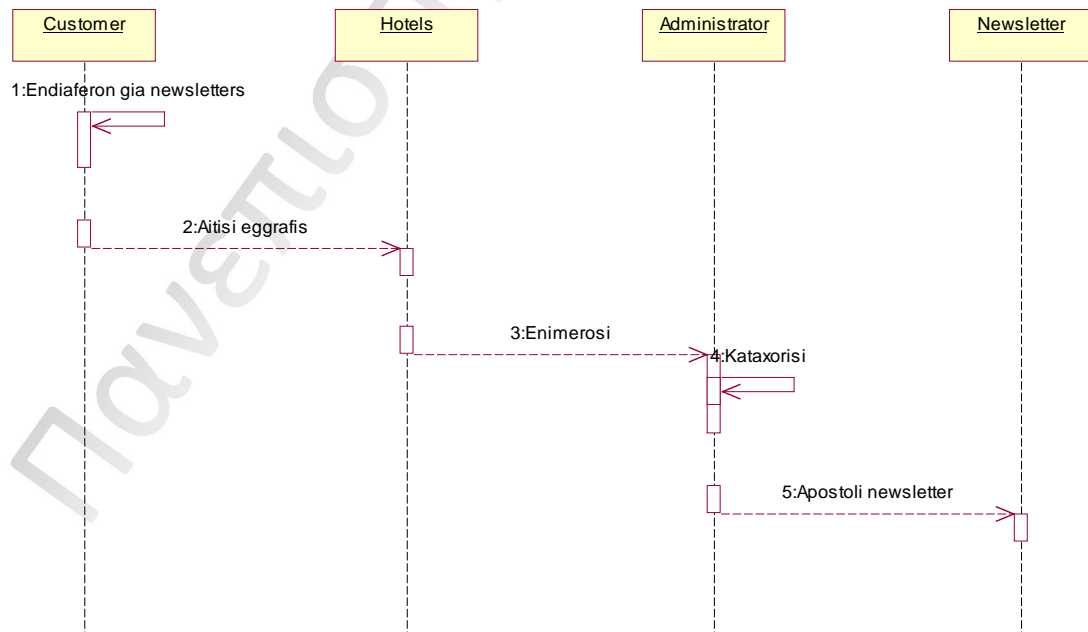 Customer
Hotels
Administrator
Newsletter
1:Endiaferon gia newsletters
2:Aitisi eggrafis
3:Enimerosi
4:Kataxorisi
5:Apostoli newsletter